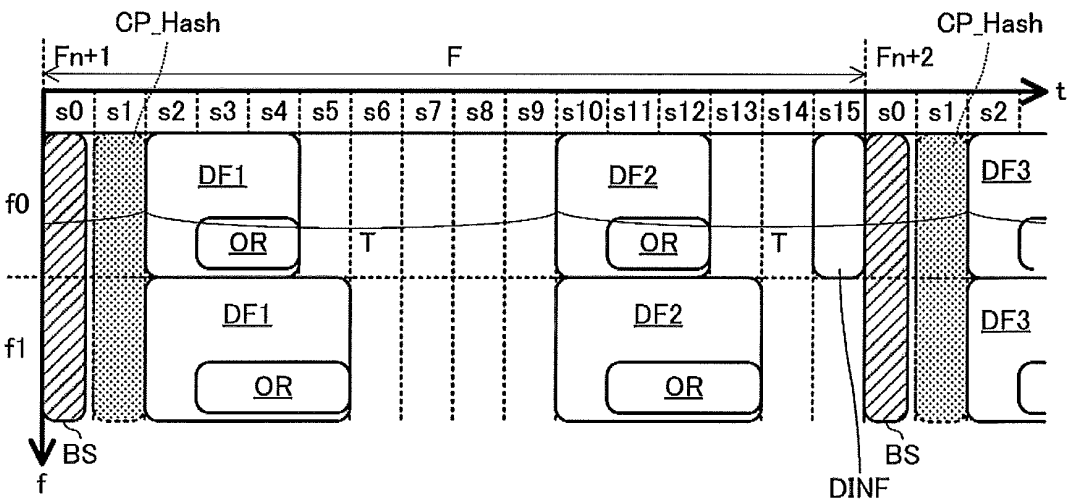 CP_Hash CP_Hash
Fn+1 F Fn+2
t
s0 s1 s2 s3 s4 s5 s6 s7 s8 s9 s10 s11 s12 s13 s14 s15 s0 s1 s2
f0 DF1 DF2 DF3
OR T OR T
f1 DF1 DF2 DF3
OR OR
BS BS
f DINF